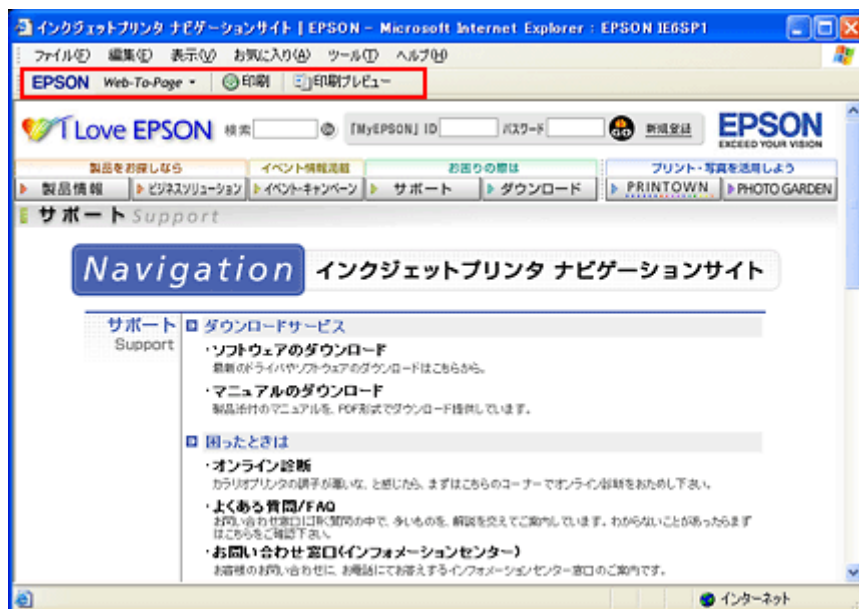 インクジェットプリンタ ナビゲーションサイト | EPSON - Microsoft Internet Explorer : EPSON IE6SP1
ファイル(F) 編集(E) 表示(V) お気に入り(A) ツール(T) ヘルプ(H)
EPSON Web-To-Page 印刷 印刷プレビュー
I Love EPSON 検索 「MyEPSON」 ID パスワード GO 新規登録 EPSON
EXCEED YOUR VISION
製品をお探しなら イベント情報満載 お困りの際は プリント・写真を活用しよう
製品情報 ビジネスソリューション イベント・キャンペーン サポート ダウンロード PRINTOWN PHOTO GARDEN
サポート Support
Navigation インクジェットプリンタ ナビゲーションサイト
サポート ダウンロードサービス
Support ・ソフトウェアのダウンロード
最新のドライバやソフトウェアのダウンロードはこちらから。
・マニュアルのダウンロード
製品添付のマニュアルを、PDF形式でダウンロード提供しています。
困ったときは
・オンライン診断
カラリオプリンタの調子が悪いな、と感じたら、まずはこちらのコーナーでオンライン診断をおためし下さい。
・よくある質問/FAQ
お問い合わせ窓口に頂く質問の中で、多いものを、解説を交えてご案内しています。わからないことがあったらまず
はこちらをご確認下さい。
・お問い合わせ窓口(インフォメーションセンター)
お客様のお問い合わせに、お電話にてお答えするインフォメーションセンター窓口のご案内です。
インターネット